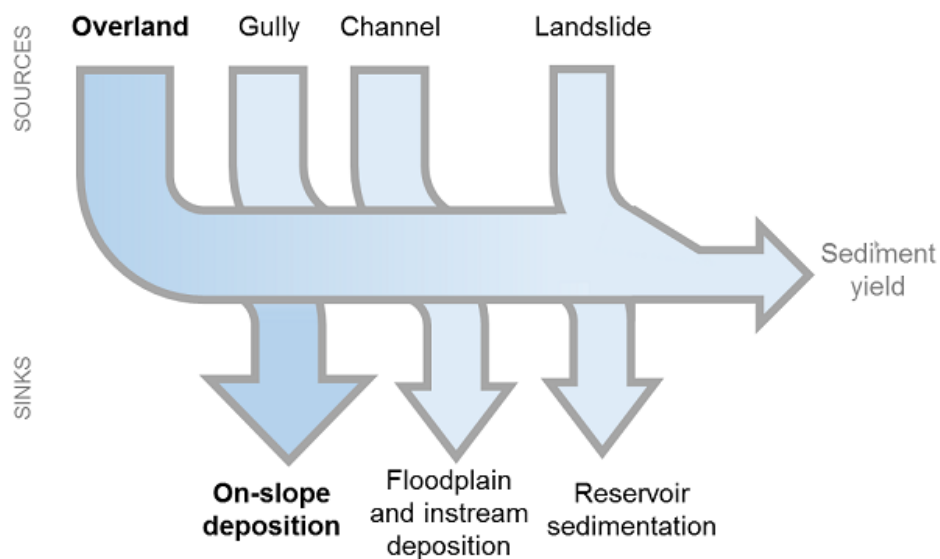 SOURCES
Overland
Gully
Channel
Landslide
Sediment
yield
SINKS
On-slope
deposition
Floodplain
and instream
deposition
Reservoir
sedimentation